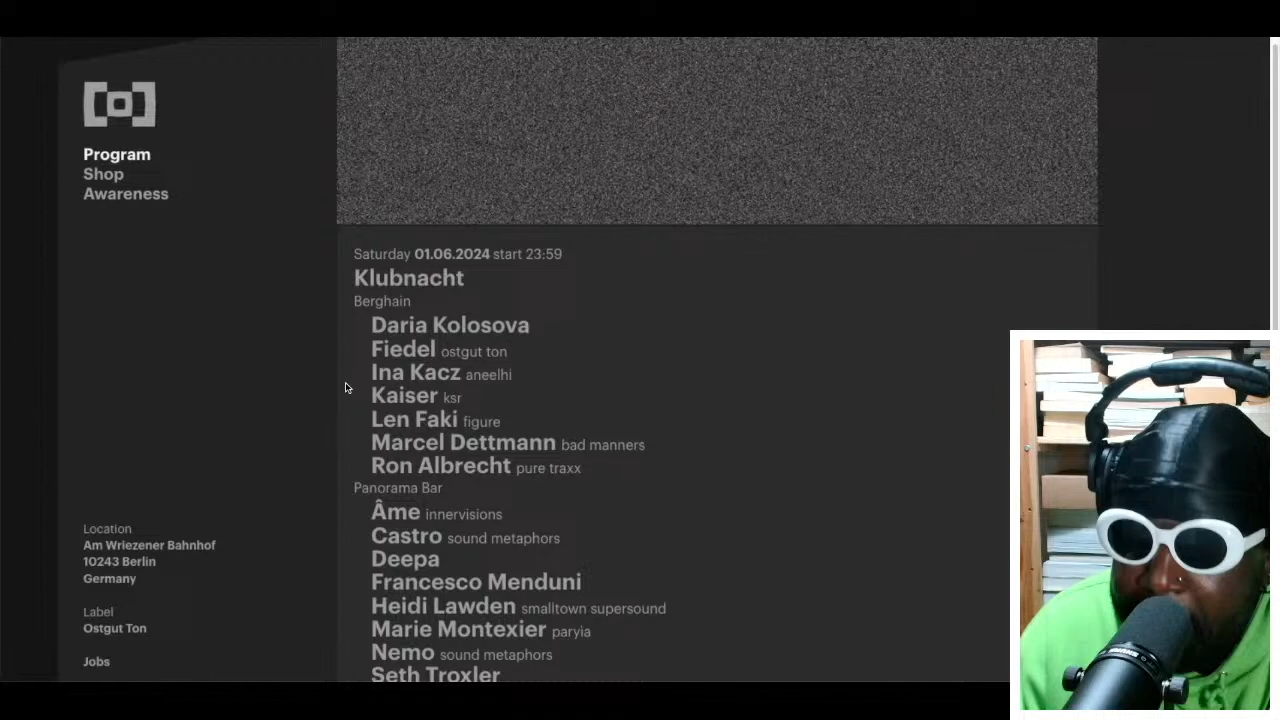 Program
Shop
Awareness
Saturday 01.06.2024 start 23:59
Klubnacht
Berghain
Daria Kolosova
Fiedel ostgut ton
Ina Kacz aneelhi
Kaiser ksr
Len Faki figure
Marcel Dettmann bad manners
Ron Albrecht pure traxx
Panorama Bar
Âme innervisions
Castro sound metaphors
Deepa
Francesco Menduni
Heidi Lawden smalltown supersound
Marie Montexier paryìa
Nemo sound metaphors
Seth Troxler
Location
Am Wriezener Bahnhof
10243 Berlin
Germany
Label
Ostgut Ton
Jobs